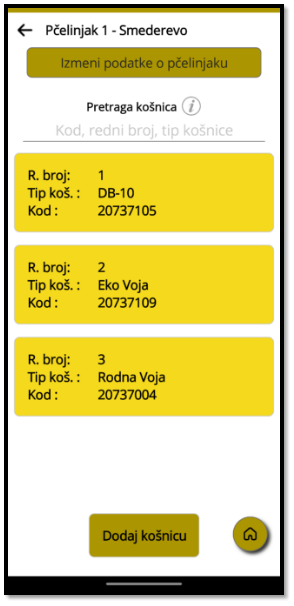 Pčelinjak 1 - Smederevo
Izmeni podatke o pčelinjaku
Pretraga košnica i
Kod, redni broj, tip košnice
R. broj: 1
Tip koš. : DB-10
Kod : 20737105
R. broj: 2
Tip koš. : Eko Voja
Kod : 20737109
R. broj: 3
Tip koš. : Rodna Voja
Kod : 20737004
Dodaj košnicu